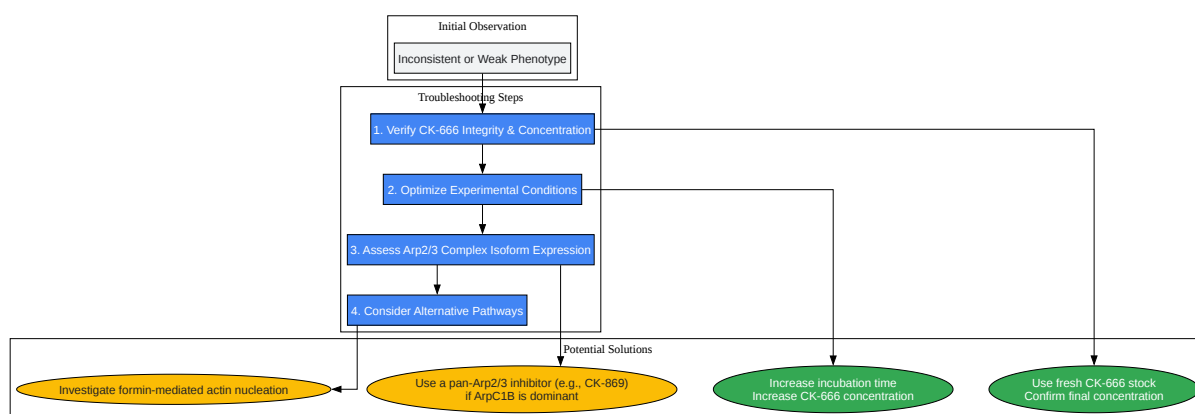 Initial Observation
Inconsistent or Weak Phenotype
Troubleshooting Steps
1. Verify CK-666 Integrity & Concentration
2. Optimize Experimental Conditions
3. Assess Arp2/3 Complex Isoform Expression
4. Consider Alternative Pathways
Potential Solutions
Investigate formin-mediated actin nucleation
Use a pan-Arp2/3 inhibitor (e.g., CK-869)
if ArpC1B is dominant
Increase incubation time
Increase CK-666 concentration
Use fresh CK-666 stock
Confirm final concentration